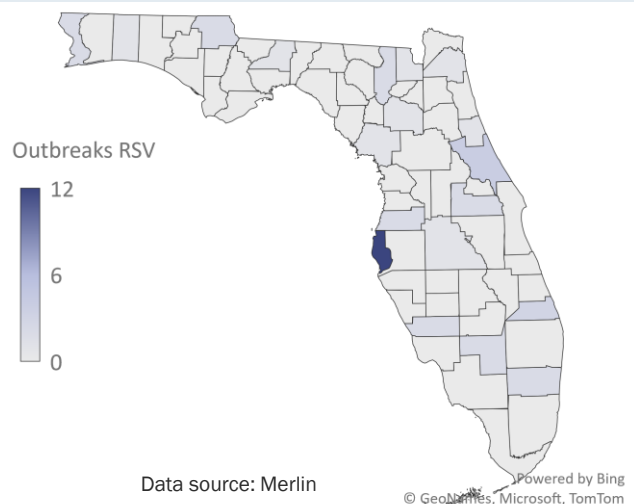 Outbreaks RSV
12
6
0
Data source: Merlin
Powered by Bing
© GeoNames, Microsoft, TomTom